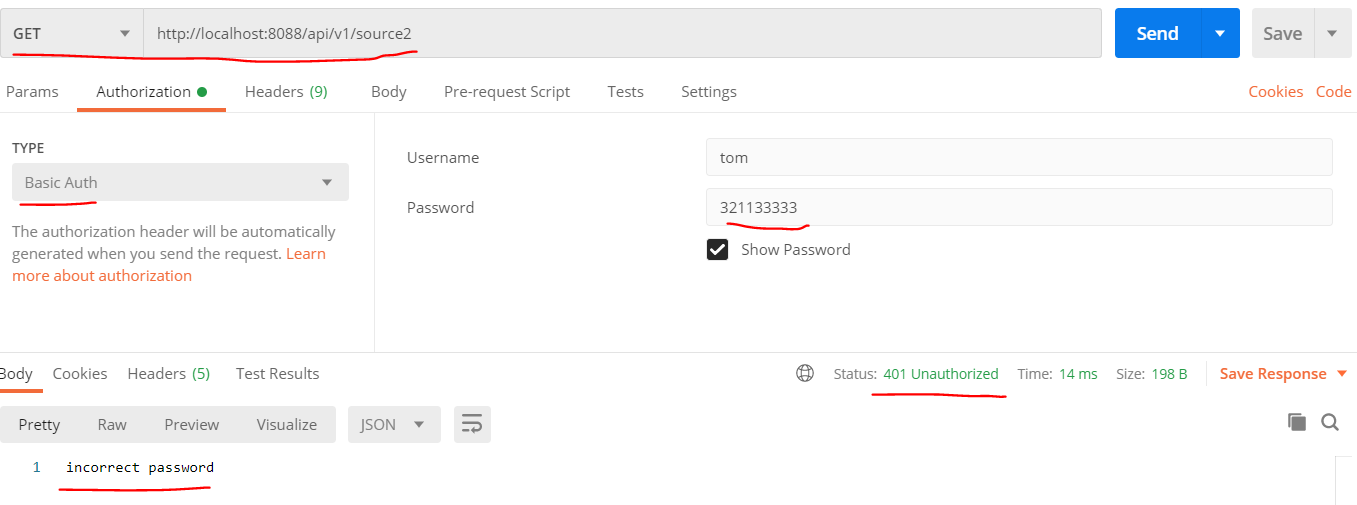 GET http://localhost:8088/api/v1/source2 Send Save
Params Authorization Headers (9) Body Pre-request Script Tests Settings Cookies Code
TYPE
Basic Auth
The authorization header will be automatically
generated when you send the request. Learn
more about authorization
Username tom
Password 321133333
Show Password
Body Cookies Headers (5) Test Results Status: 401 Unauthorized Time: 14 ms Size: 198 B Save Response
Pretty Raw Preview Visualize JSON
1 incorrect password